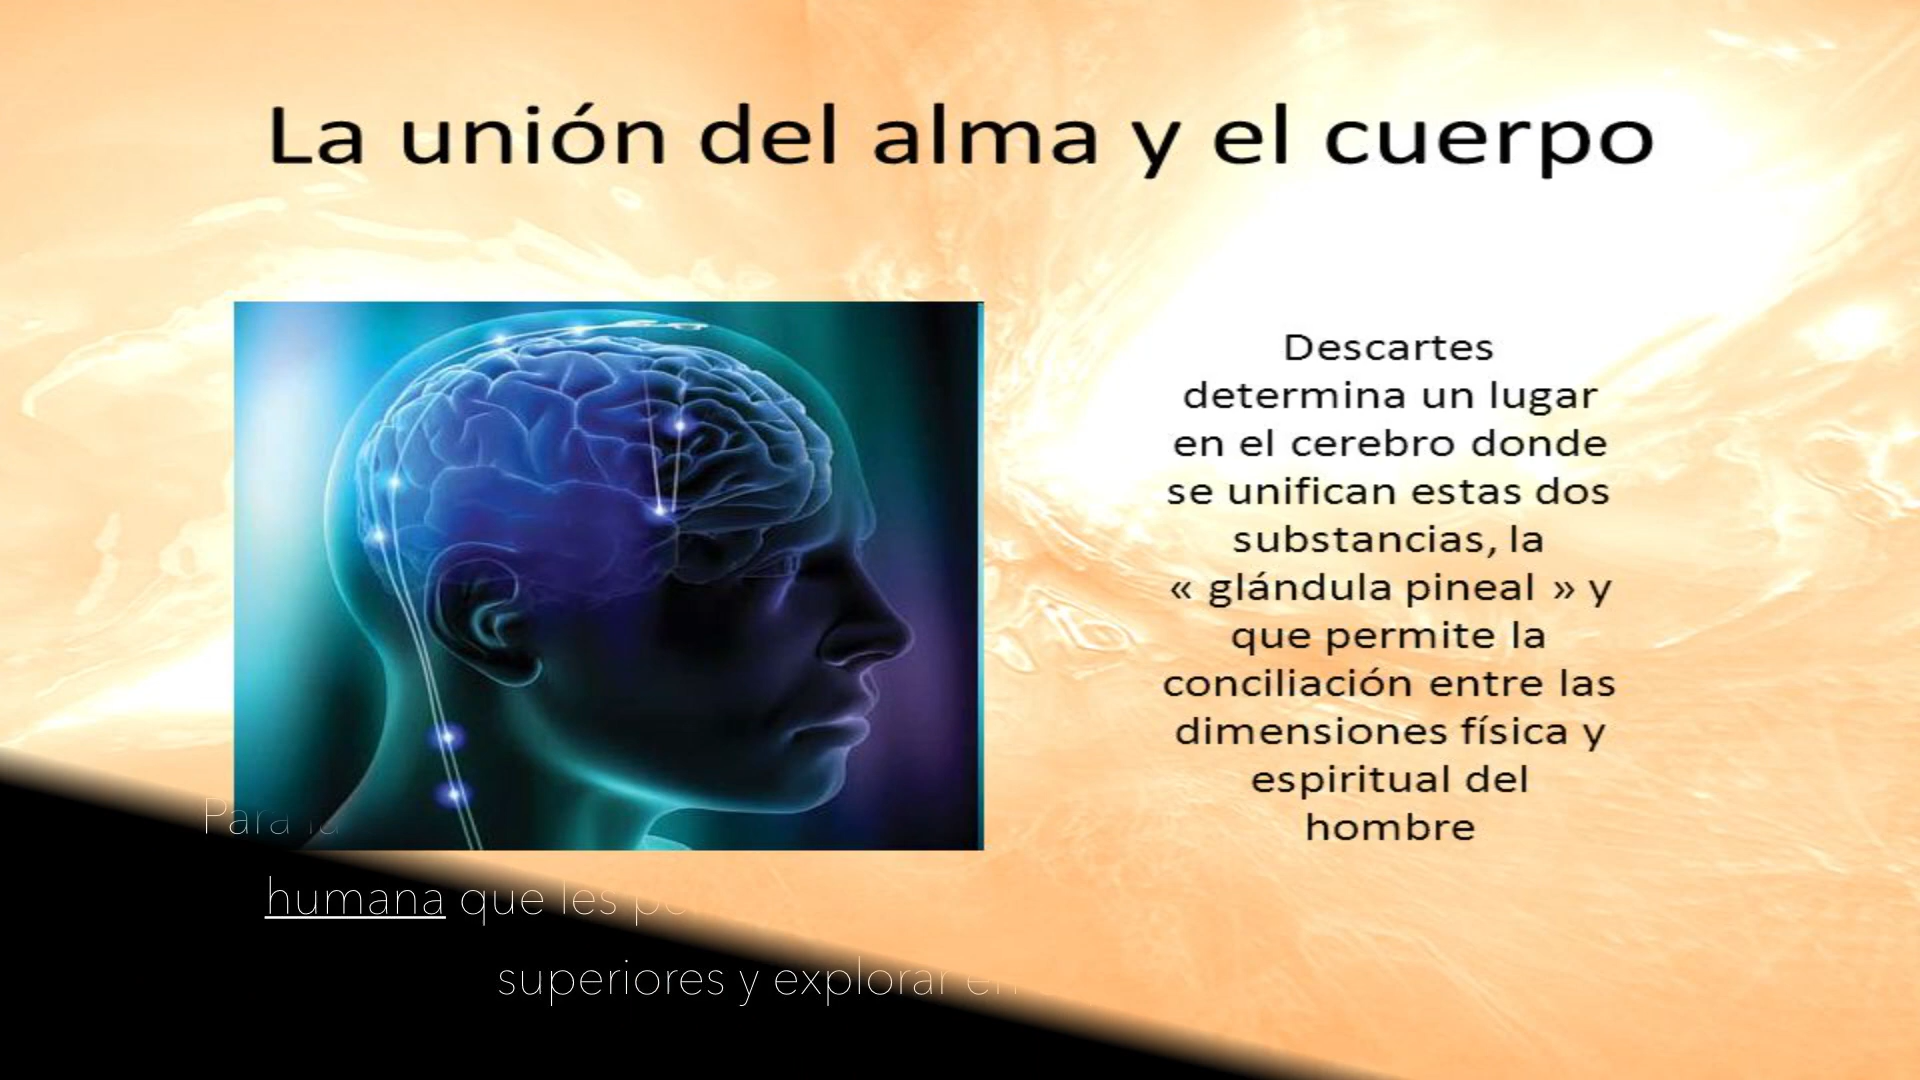 La unión del alma y el cuerpo
Descartes
determina un lugar
en el cerebro donde
se unifican estas dos
substancias, la
« glándula pineal » y
que permite la
conciliación entre las
dimensiones física y
espiritual del
hombre
Para la
humana que les
superiores y explorar en